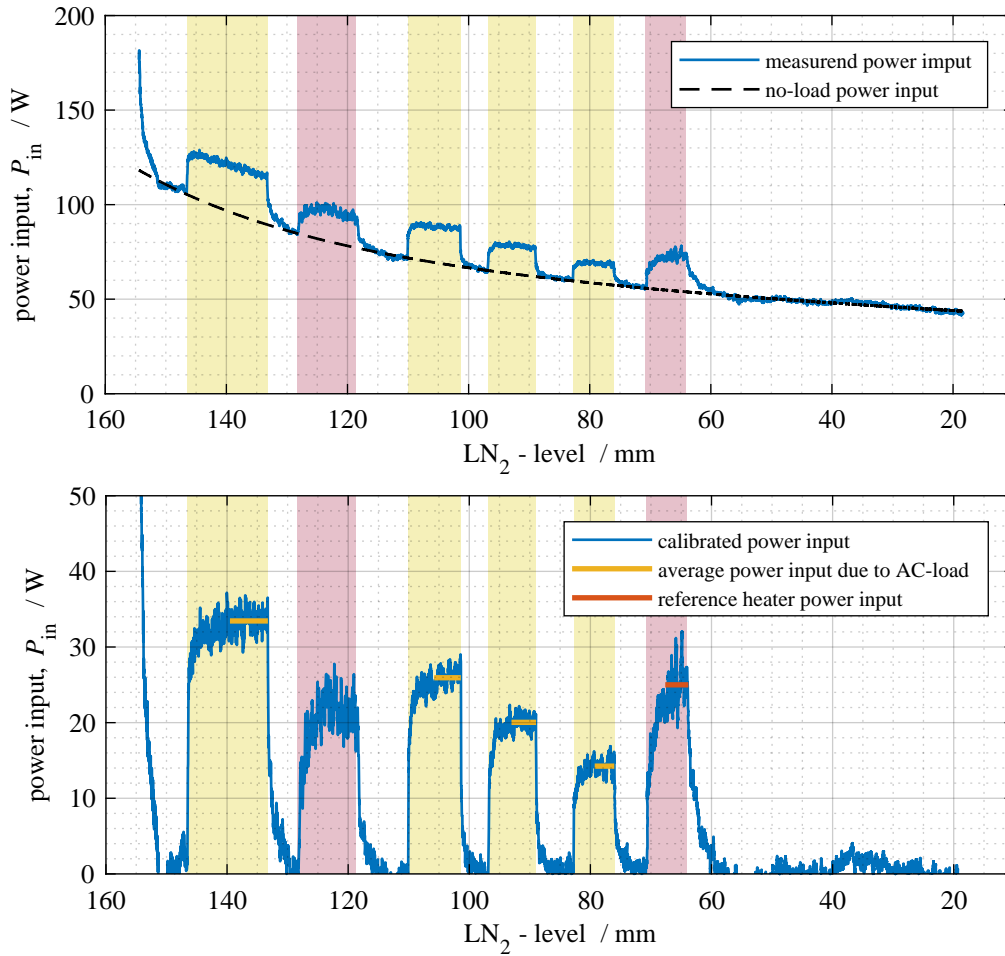 200
150
100
50
0
power input, P_in / W
measurend power imput
no-load power input
160 140 120 100 80 60 40 20
LN_2 - level / mm
50
40
30
20
10
0
power input, P_in / W
calibrated power input
average power input due to AC-load
reference heater power input
160 140 120 100 80 60 40 20
LN_2 - level / mm